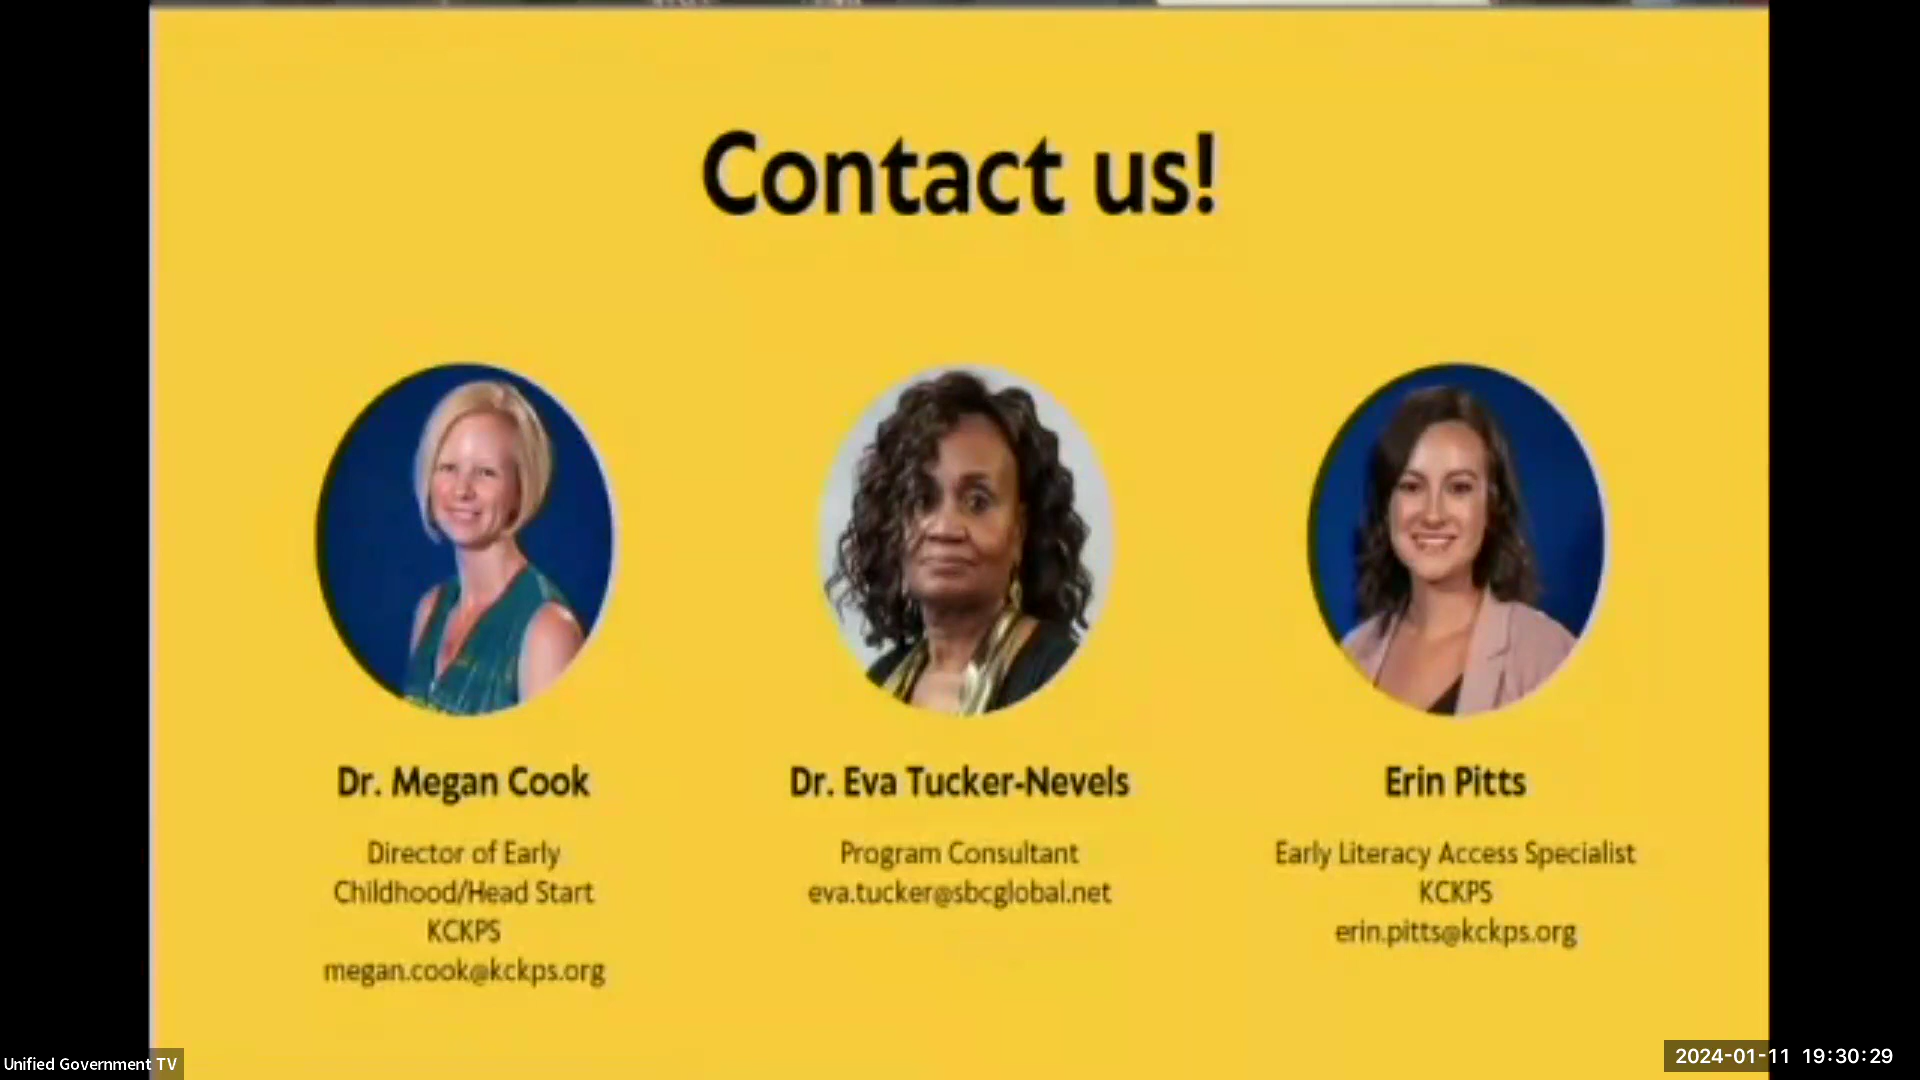 Contact us!
Dr. Megan Cook
Director of Early
Childhood/Head Start
KCKPS
megan.cook@kckps.org
Dr. Eva Tucker-Nevels
Program Consultant
eva.tucker@sbcglobal.net
Erin Pitts
Early Literacy Access Specialist
KCKPS
erin.pitts@kckps.org
Unified Government TV
2024-01-11 19:30:29